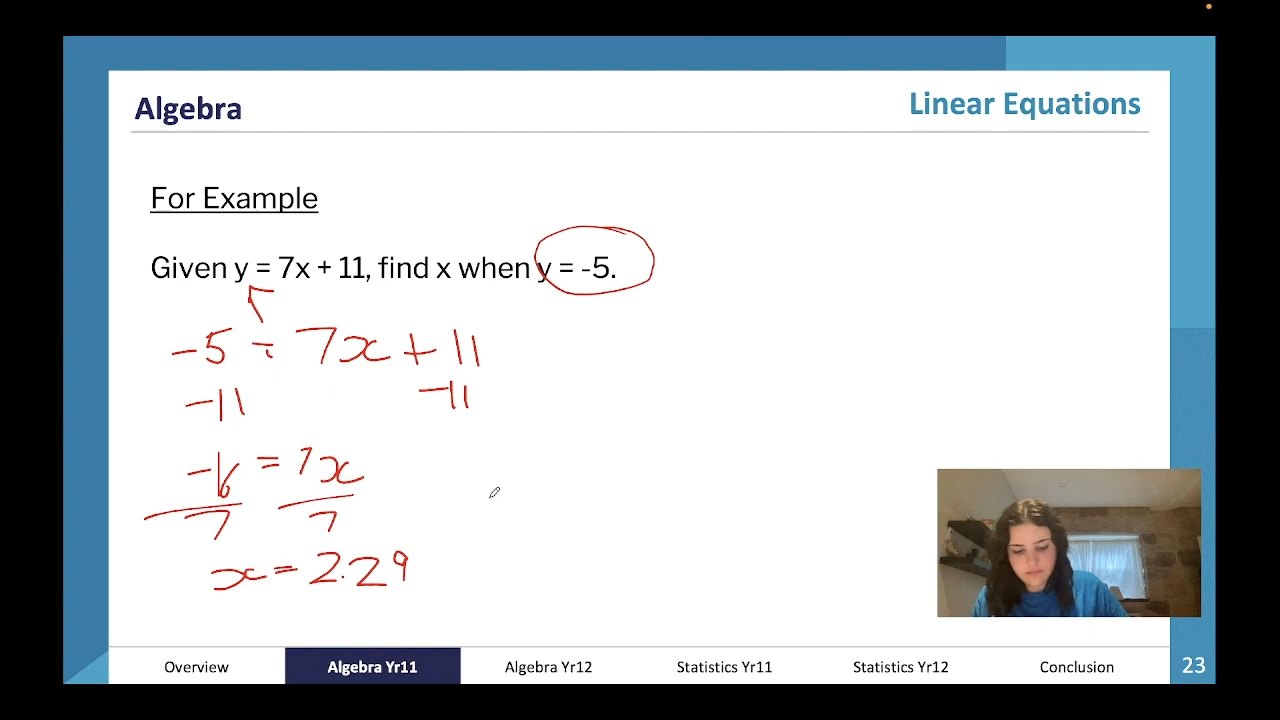 Algebra
Linear Equations
For Example
Given y = 7x + 11, find x when y = -5.
-5 = 7x + 11
-11 -11
-16 = 7x
7 7
x = 2.29
Overview Algebra Yr11 Algebra Yr12 Statistics Yr11 Statistics Yr12 Conclusion 23